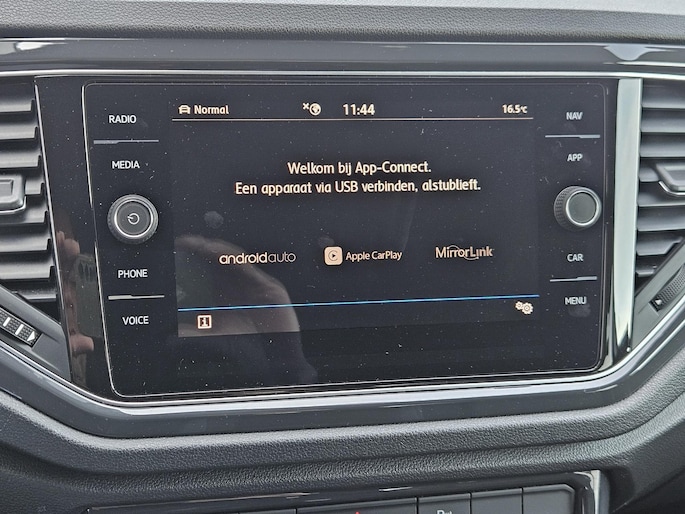 RADIO
MEDIA
PHONE
VOICE
Normal
11:44
16.5°C
Welkom bij App-Connect.
Een apparaat via USB verbinden, alstublieft.
androidauto
Apple CarPlay
MirrorLink
NAV
APP
CAR
MENU